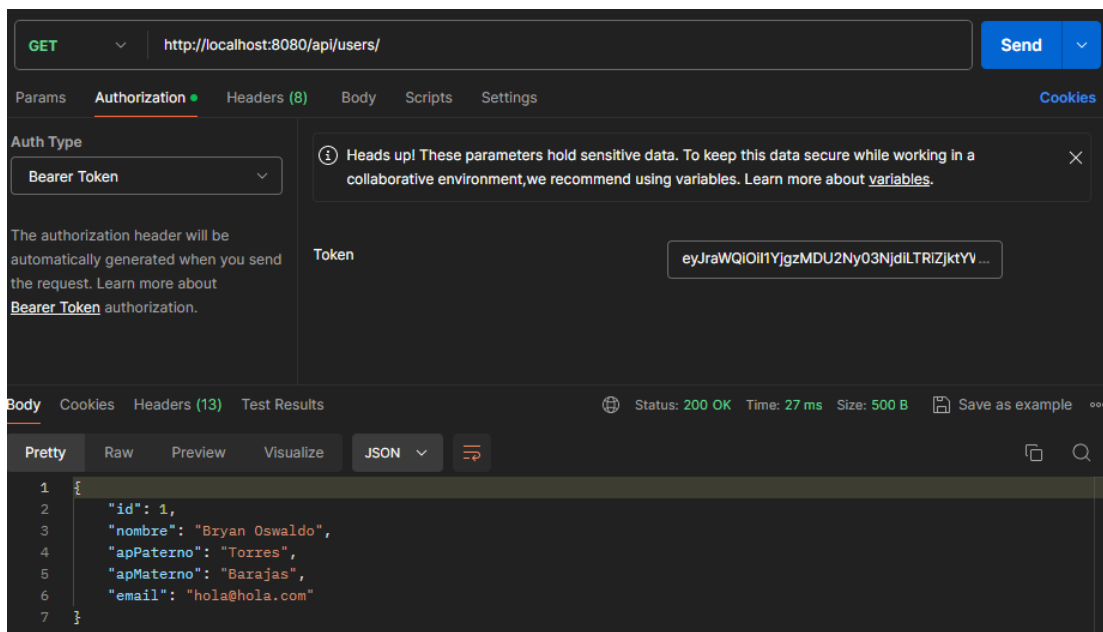 GET http://localhost:8080/api/users/ Send
Params Authorization Headers (8) Body Scripts Settings Cookies
Auth Type
Bearer Token
The authorization header will be
automatically generated when you send
the request. Learn more about
Bearer Token authorization.
Heads up! These parameters hold sensitive data. To keep this data secure while working in a
collaborative environment,we recommend using variables. Learn more about variables.
Token
Body Cookies Headers (13) Test Results Status: 200 OK Time: 27 ms Size: 500 B Save as example
Pretty Raw Preview Visualize JSON
1 {
2 "id": 1,
3 "nombre": "Bryan Oswaldo",
4 "apPaterno": "Torres",
5 "apMaterno": "Barajas",
6 "email": "hola@hola.com"
7 }